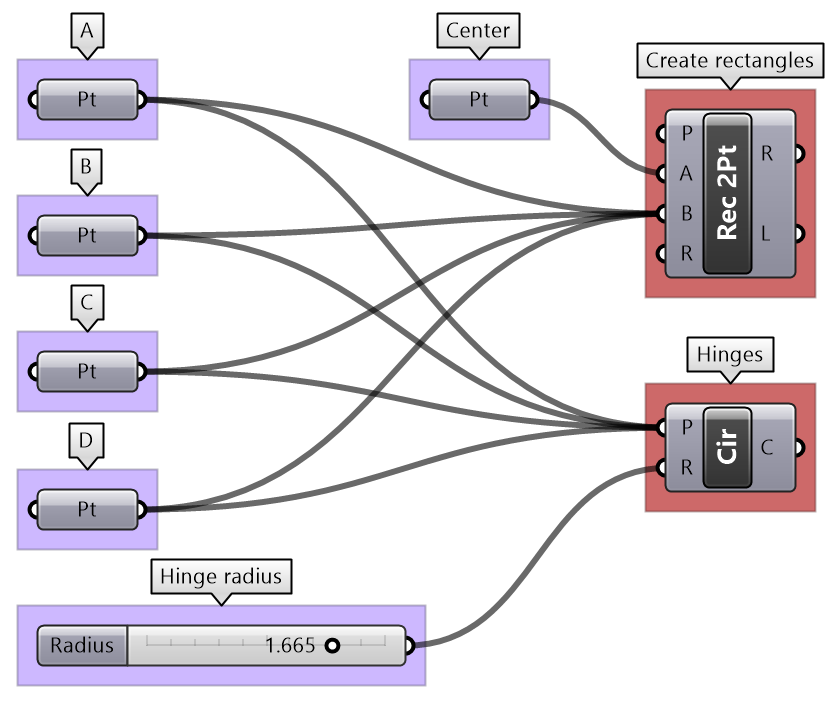 A
Pt
Center
Pt
Create rectangles
P
A
B
R
Rec 2Pt
R
L
B
Pt
C
Pt
Hinges
P
R
Cir
C
D
Pt
Hinge radius
Radius
1.665